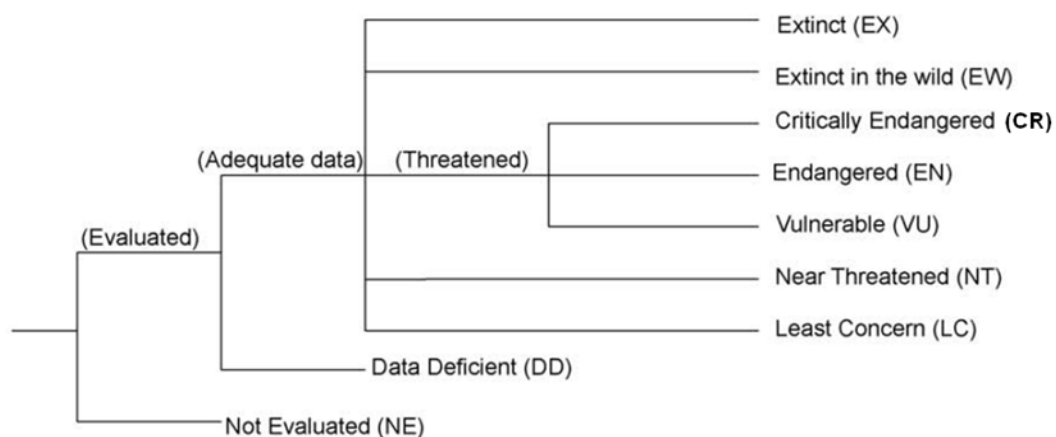 Extinct (EX)
Extinct in the wild (EW)
Critically Endangered (CR)
(Adequate data)
(Threatened)
Endangered (EN)
Vulnerable (VU)
(Evaluated)
Near Threatened (NT)
Least Concern (LC)
Data Deficient (DD)
Not Evaluated (NE)